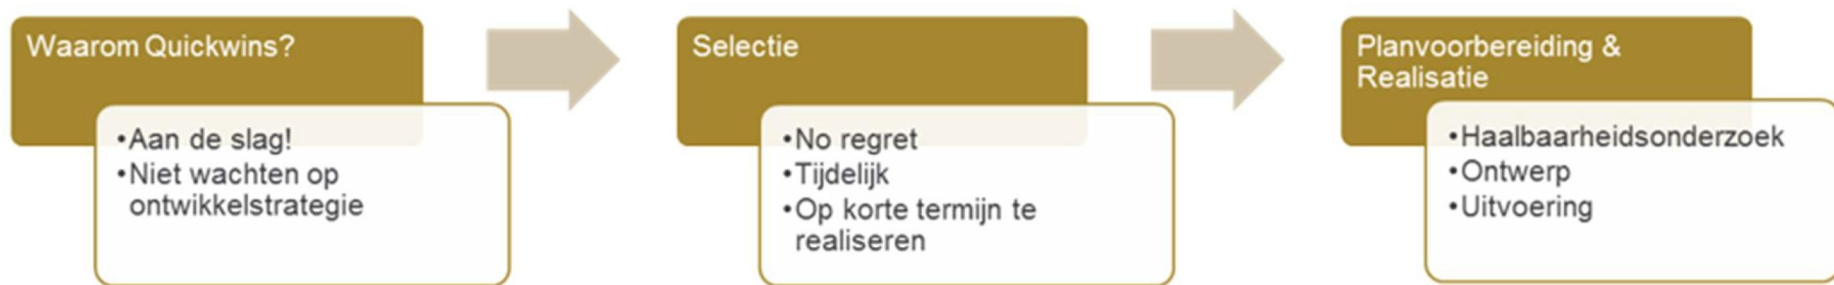 Waarom Quickwins?
•Aan de slag!
•Niet wachten op
ontwikkelstrategie
Selectie
•No regret
•Tijdelijk
•Op korte termijn te
realiseren
Planvoorbereiding &
Realisatie
•Haalbaarheidsonderzoek
•Ontwerp
•Uitvoering